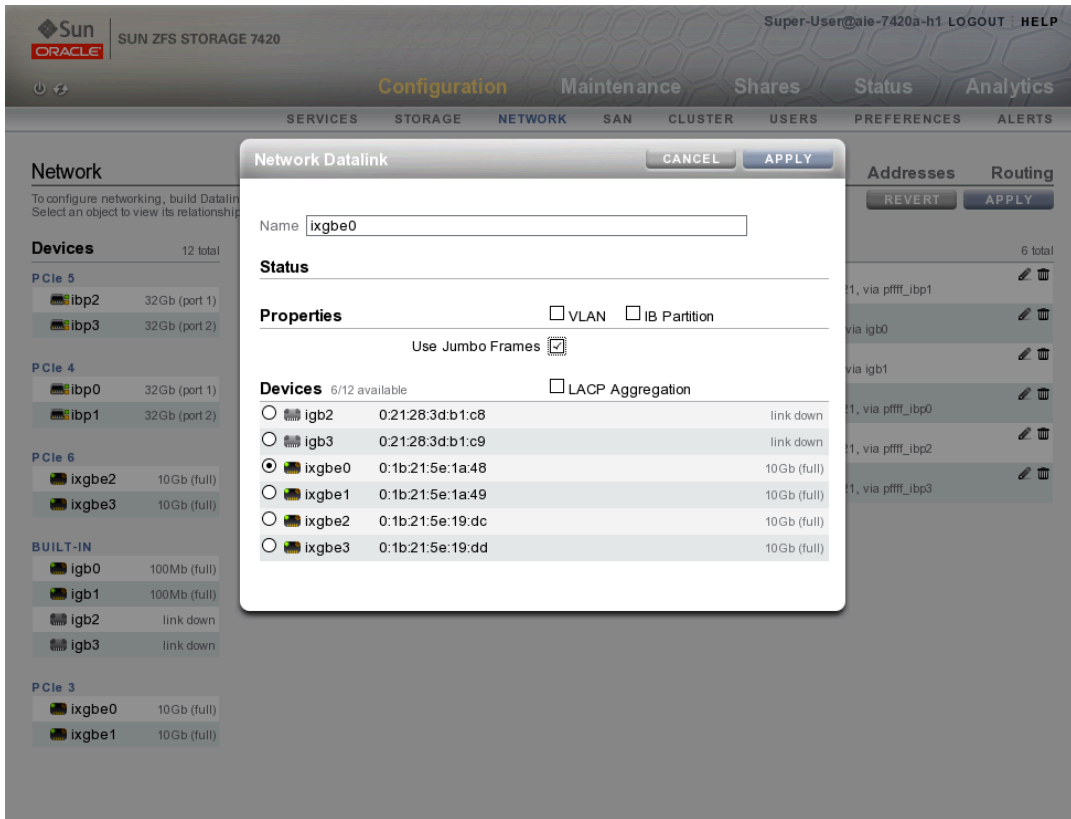 Sun
ORACLE
SUN ZFS STORAGE 7420
Super-User@aie-7420a-h1 LOGOUT HELP
Configuration Maintenance Shares Status Analytics
SERVICES STORAGE NETWORK SAN CLUSTER USERS PREFERENCES ALERTS
Network
Addresses Routing
To configure networking, build Datalin
Select an object to view its relationship
REVERT APPLY
Devices 12 total
PCIe 5
ibp2 32Gb (port 1)
ibp3 32Gb (port 2)
PCIe 4
ibp0 32Gb (port 1)
ibp1 32Gb (port 2)
PCIe 6
ixgbe2 10Gb (full)
ixgbe3 10Gb (full)
BUILT-IN
igb0 100Mb (full)
igb1 100Mb (full)
igb2 link down
igb3 link down
PCIe 3
ixgbe0 10Gb (full)
ixgbe1 10Gb (full)
Network Datalink CANCEL APPLY
Name ixgbe0
Status
Properties VLAN IB Partition
Use Jumbo Frames
Devices 6/12 available LACP Aggregation
igb2 0:21:28:3d:b1:c8 link down
igb3 0:21:28:3d:b1:c9 link down
ixgbe0 0:1b:21:5e:1a:48 10Gb (full)
ixgbe1 0:1b:21:5e:1a:49 10Gb (full)
ixgbe2 0:1b:21:5e:19:dc 10Gb (full)
ixgbe3 0:1b:21:5e:19:dd 10Gb (full)
6 total
21, via pffff_ibp1
via igb0
via igb1
21, via pffff_ibp0
21, via pffff_ibp2
21, via pffff_ibp3